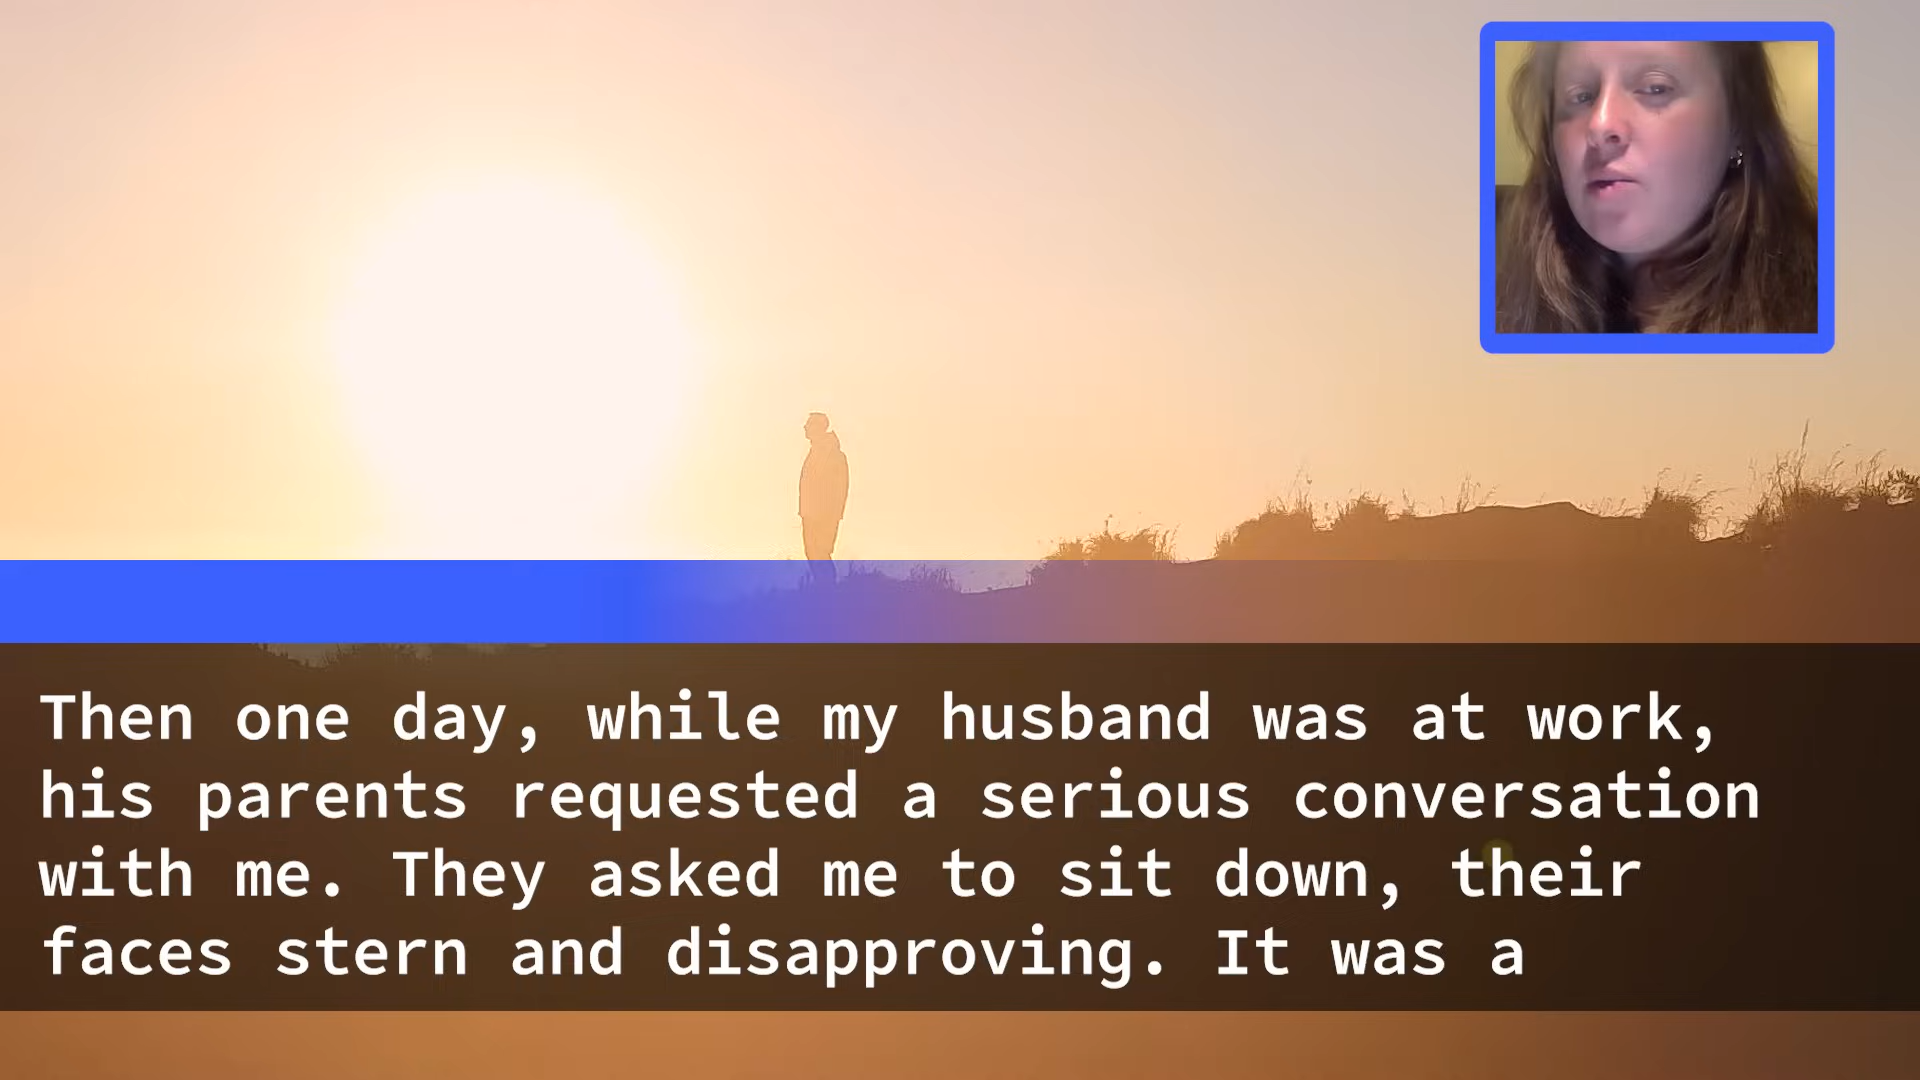 Then one day, while my husband was at work,
his parents requested a serious conversation
with me. They asked me to sit down, their
faces stern and disapproving. It was a